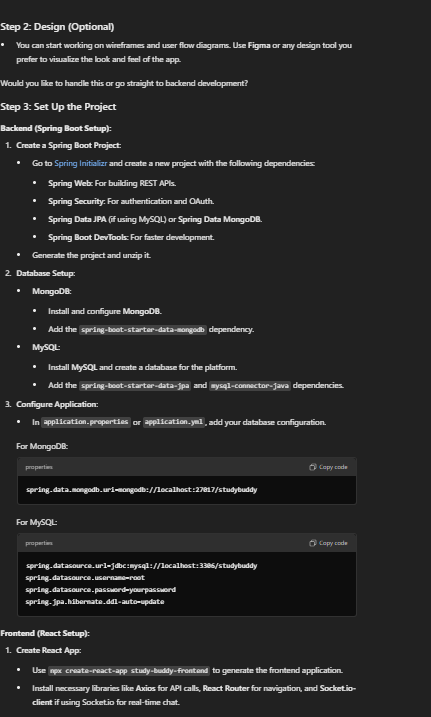 Step 2: Design (Optional)
• You can start working on wireframes and user flow diagrams. Use Figma or any design tool you
prefer to visualize the look and feel of the app.
Would you like to handle this or go straight to backend development?
Step 3: Set Up the Project
Backend (Spring Boot Setup):
1. Create a Spring Boot Project:
• Go to Spring Initializr and create a new project with the following dependencies:
• Spring Web: For building REST APIs.
• Spring Security: For authentication and OAuth.
• Spring Data JPA (if using MySQL) or Spring Data MongoDB.
• Spring Boot DevTools: For faster development.
• Generate the project and unzip it.
2. Database Setup:
• MongoDB:
• Install and configure MongoDB.
• Add the spring-boot-starter-data-mongodb dependency.
• MySQL:
• Install MySQL and create a database for the platform.
• Add the spring-boot-starter-data-jpa and mysql-connector-java dependencies.
3. Configure Application:
• In application.properties or application.yml, add your database configuration.
For MongoDB:
properties Copy code
spring.data.mongodb.uri=mongodb://localhost:27017/studybuddy
For MySQL:
properties Copy code
spring.datasource.url=jdbc:mysql://localhost:3306/studybuddy
spring.datasource.username=root
spring.datasource.password=yourpassword
spring.jpa.hibernate.ddl-auto=update
Frontend (React Setup):
1. Create React App:
• Use npx create-react-app study-buddy-frontend to generate the frontend application.
• Install necessary libraries like Axios for API calls, React Router for navigation, and Socket.io-
client if using Socket.io for real-time chat.